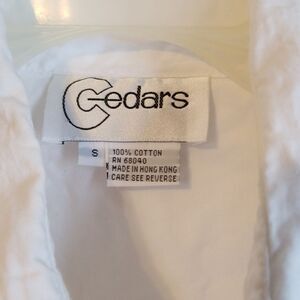 Cedars
S
100% COTTON
RN 68040
MADE IN HONG KONG
CARE SEE REVERSE